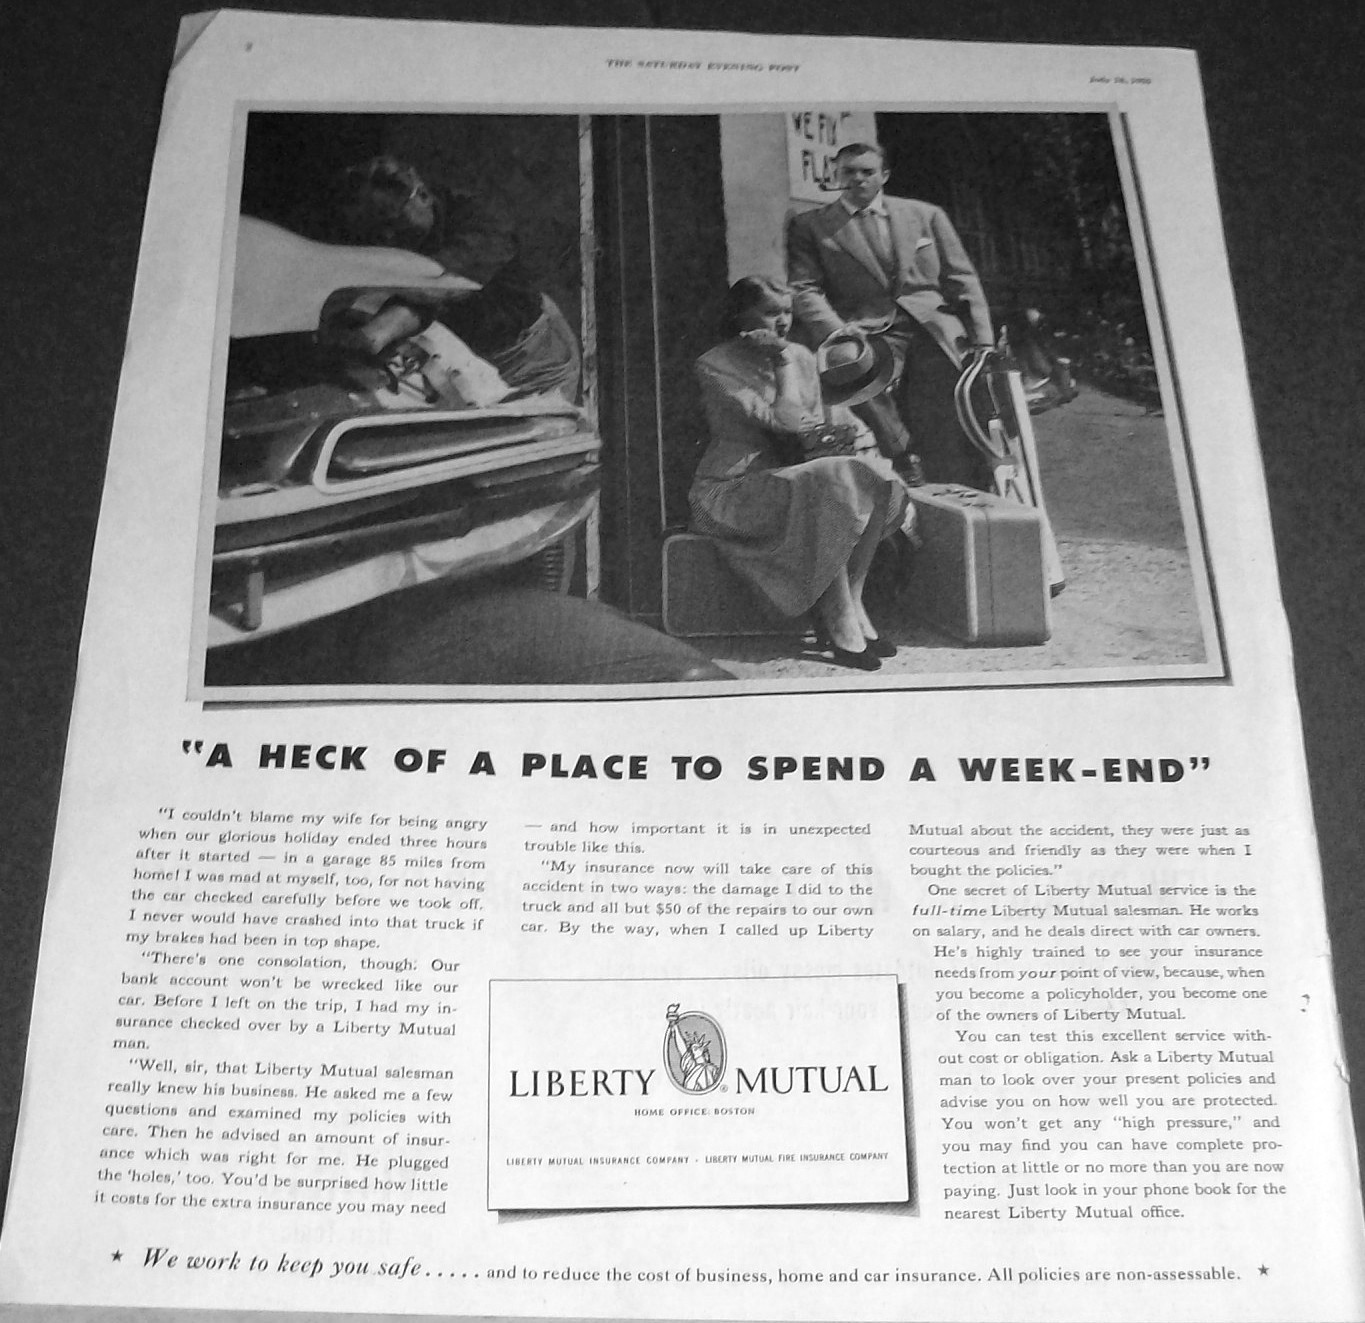 THE SATURDAY EVENING POST
WE FIX
FLAT
"A HECK OF A PLACE TO SPEND A WEEK-END"
"I couldn't blame my wife for being angry
when our glorious holiday ended three hours
after it started — in a garage 85 miles from
home! I was mad at myself, too, for not having
the car checked carefully before we took off.
I never would have crashed into that truck if
my brakes had been in top shape.
"There's one consolation, though. Our
bank account won't be wrecked like our
car. Before I left on the trip, I had my in-
surance checked over by a Liberty Mutual
man.
"Well, sir, that Liberty Mutual salesman
really knew his business. He asked me a few
questions and examined my policies with
care. Then he advised an amount of insur-
ance which was right for me. He plugged
the 'holes,' too. You'd be surprised how little
it costs for the extra insurance you may need
— and how important it is in unexpected
trouble like this.
"My insurance now will take care of this
accident in two ways: the damage I did to the
truck and all but $50 of the repairs to our own
car. By the way, when I called up Liberty
Mutual about the accident, they were just as
courteous and friendly as they were when I
bought the policies."
One secret of Liberty Mutual service is the
full-time Liberty Mutual salesman. He works
on salary, and he deals direct with car owners.
He's highly trained to see your insurance
needs from your point of view, because, when
you become a policyholder, you become one
of the owners of Liberty Mutual.
You can test this excellent service with-
out cost or obligation. Ask a Liberty Mutual
man to look over your present policies and
advise you on how well you are protected.
You won't get any "high pressure," and
you may find you can have complete pro-
tection at little or no more than you are now
paying. Just look in your phone book for the
nearest Liberty Mutual office.
LIBERTY MUTUAL
®
HOME OFFICE: BOSTON
LIBERTY MUTUAL INSURANCE COMPANY · LIBERTY MUTUAL FIRE INSURANCE COMPANY
★ We work to keep you safe..... and to reduce the cost of business, home and car insurance. All policies are non-assessable. ★